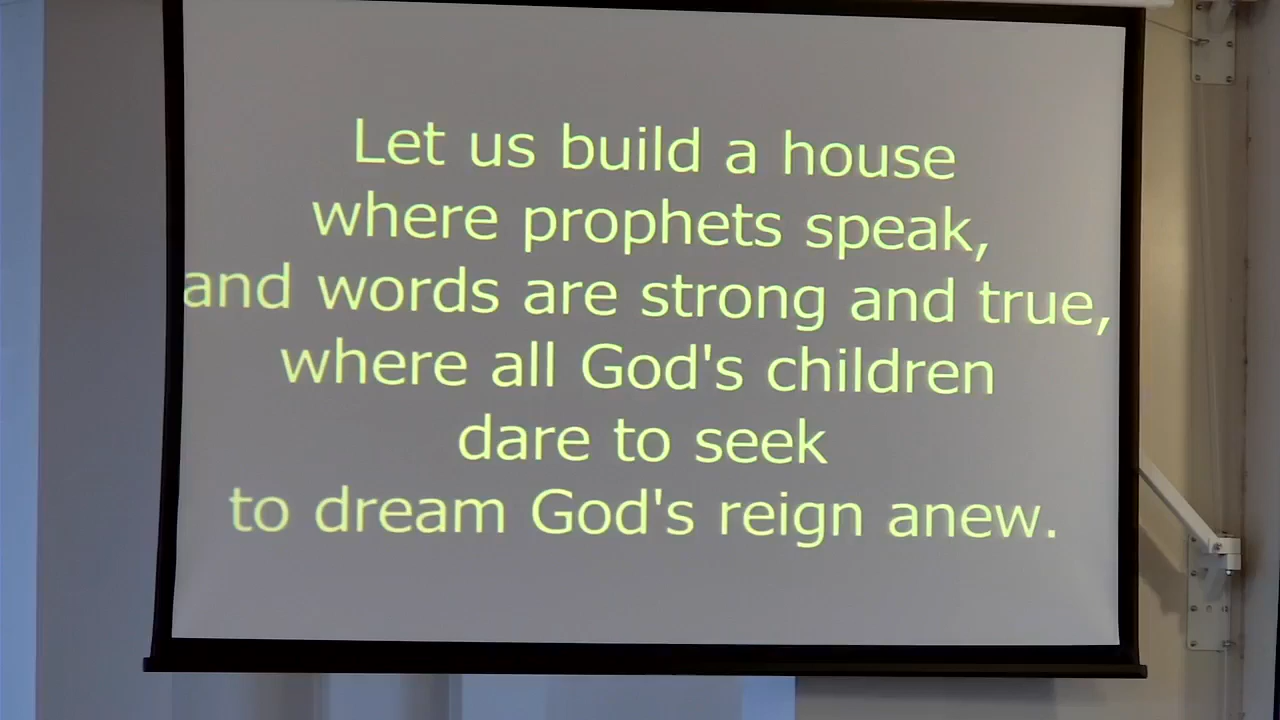 Let us build a house
where prophets speak,
and words are strong and true,
where all God's children
dare to seek
to dream God's reign anew.